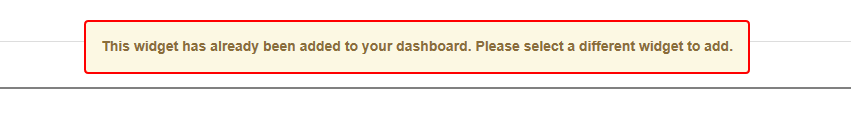 This widget has already been added to your dashboard. Please select a different widget to add.